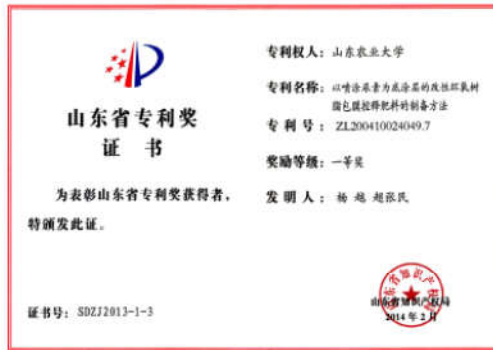 山东省专利奖
证 书
为表彰山东省专利奖获得者，
特颁发此证。
证书号：SDZJ2013-1-3
专利权人：山东农业大学
专利名称：以喷涂尿素为底涂层的改性环氧树
脂包膜控释肥料的制备方法
专 利 号：ZL200410024049.7
奖励等级：一等奖
发 明 人：杨 越 超张民
山东省知识产权局
2014 年 2 月